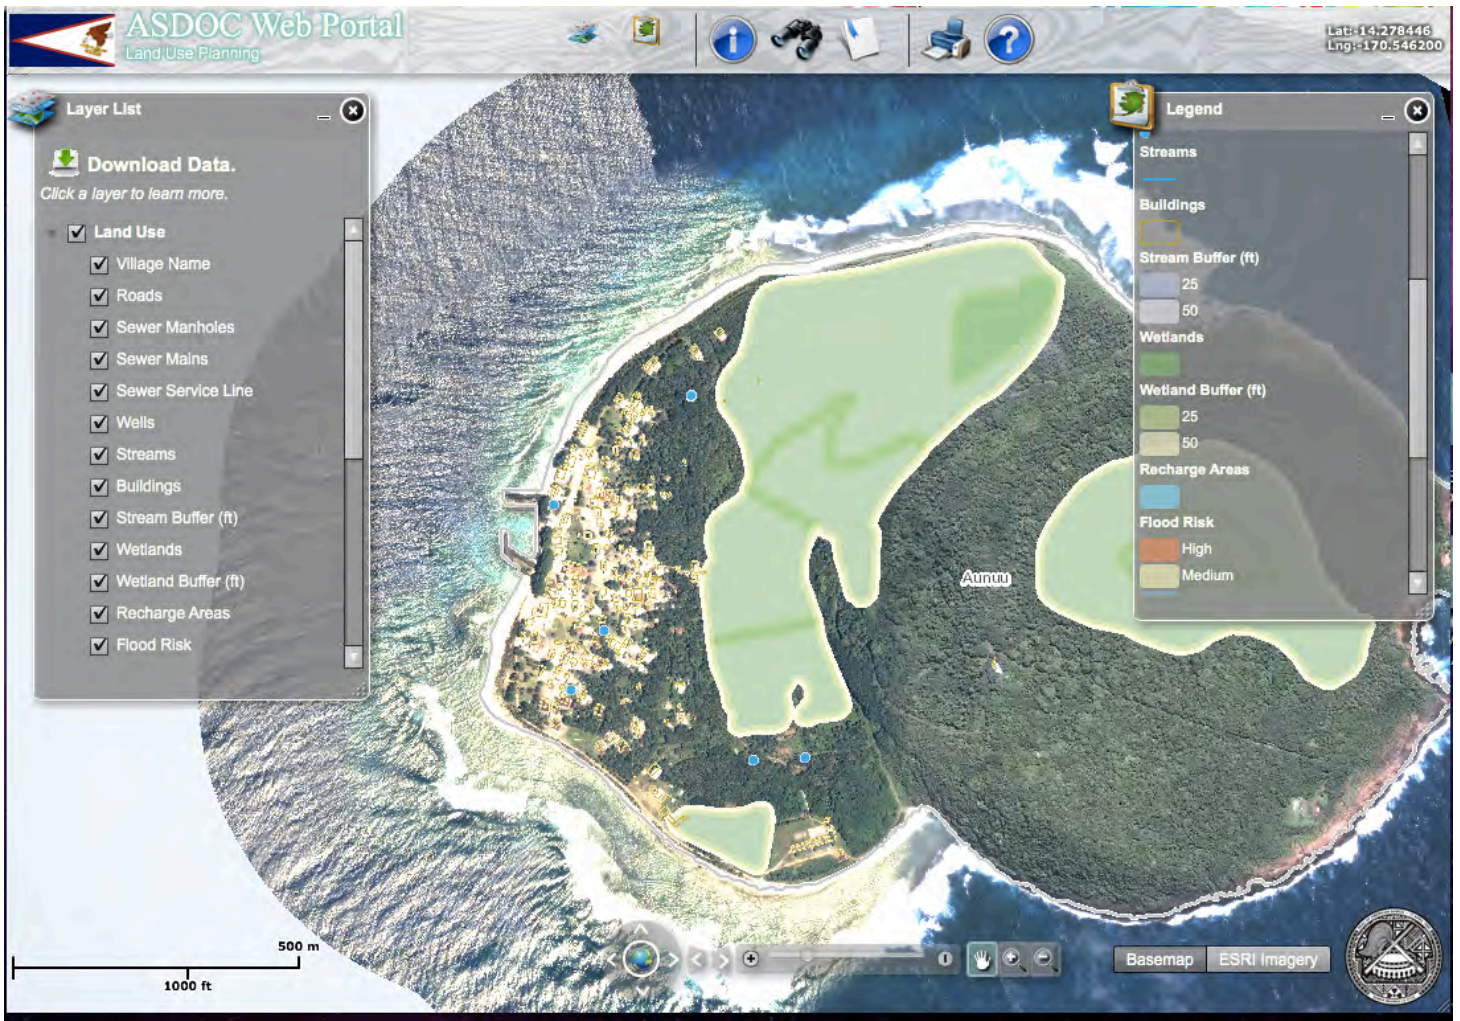 ASDOC Web Portal
Land Use Planning
Lat:-14.278446
Lng:-170.546200
Layer List
Download Data.
Click a layer to learn more.
Land Use
Village Name
Roads
Sewer Manholes
Sewer Mains
Sewer Service Line
Wells
Streams
Buildings
Stream Buffer (ft)
Wetlands
Wetland Buffer (ft)
Recharge Areas
Flood Risk
Legend
Streams
Buildings
Stream Buffer (ft)
25
50
Wetlands
Wetland Buffer (ft)
25
50
Recharge Areas
Flood Risk
High
Medium
Aunuu
500 m
1000 ft
Basemap
ESRI Imagery